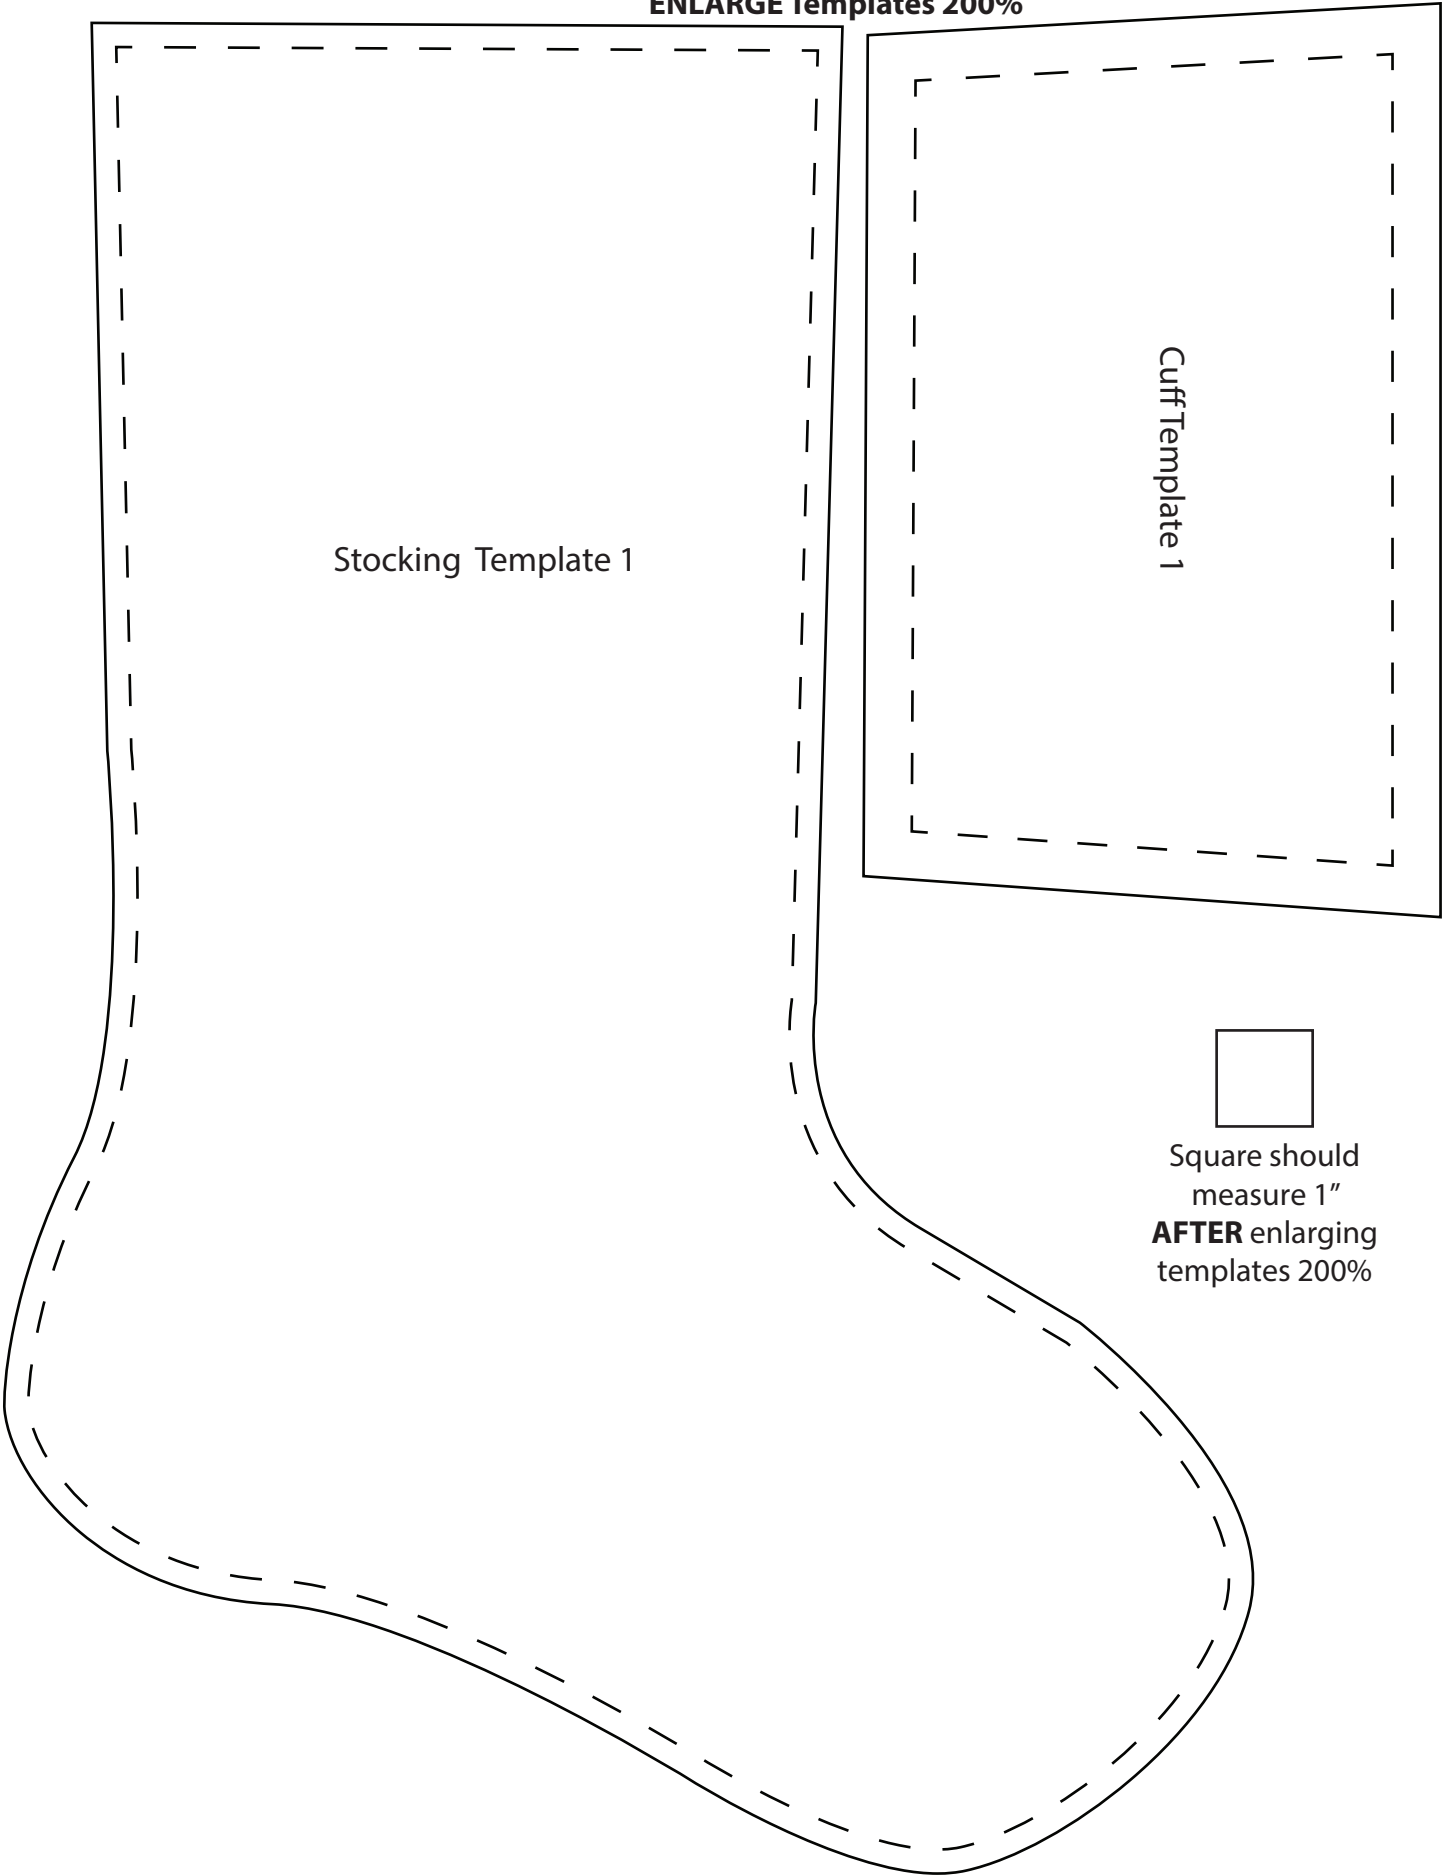 ENLARGE Templates 200%
Stocking Template 1
Cuff Template 1
Square should
measure 1”
AFTER enlarging
templates 200%